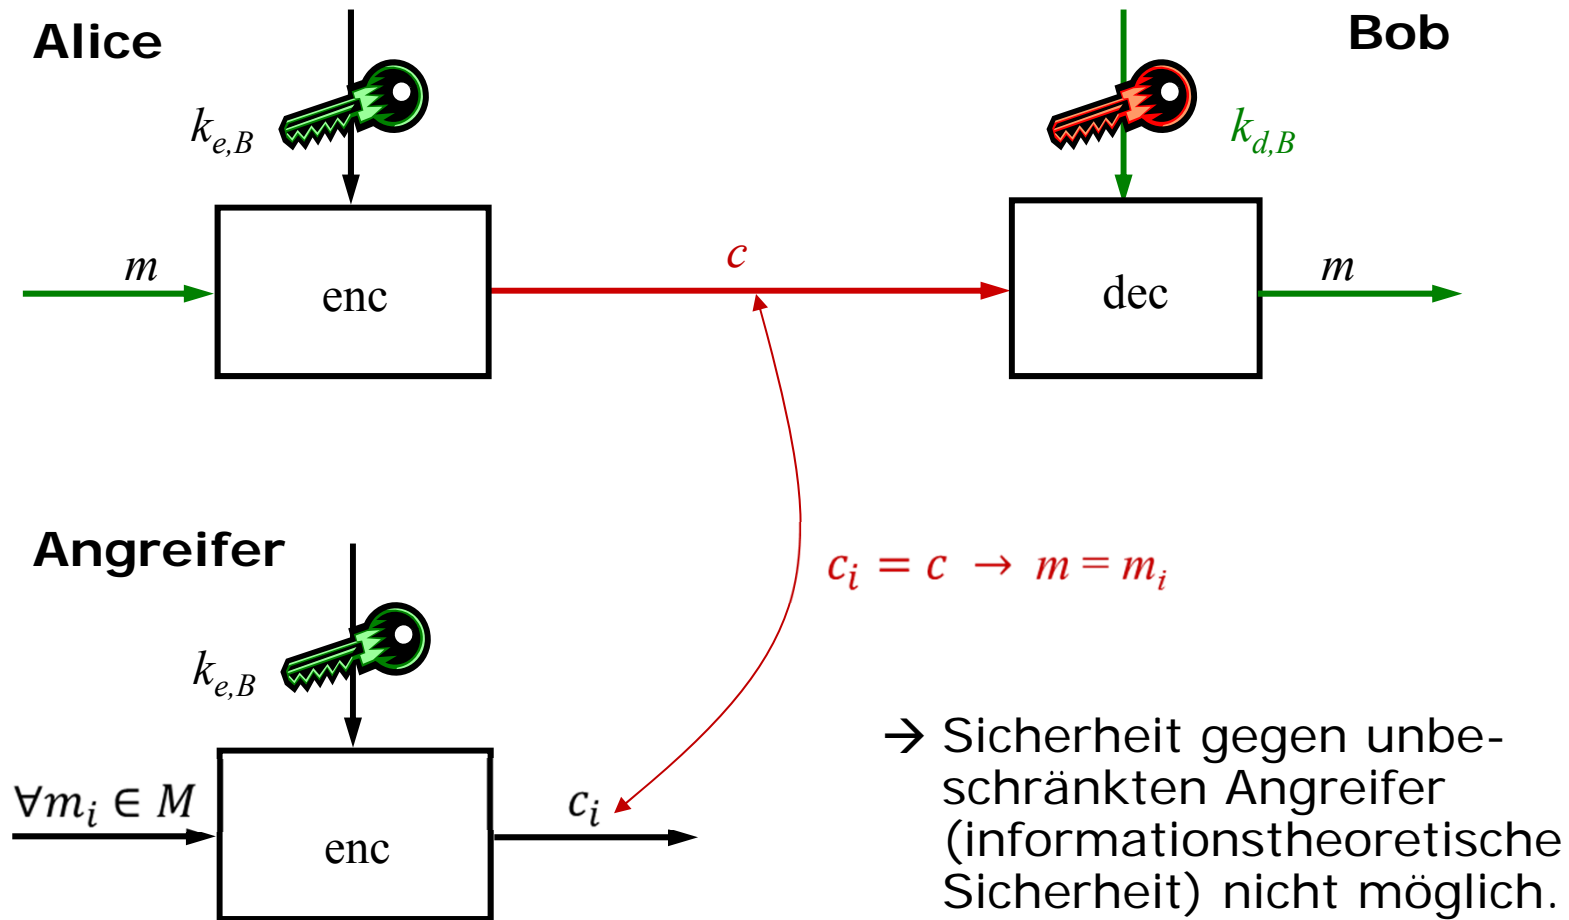 Alice
Bob
k_{e,B}
k_{d,B}
m
enc
c
dec
m
Angreifer
c_i = c → m = m_i
k_{e,B}
∀m_i ∈ M
enc
c_i
→ Sicherheit gegen unbe-
schränkten Angreifer
(informationstheoretische
Sicherheit) nicht möglich.